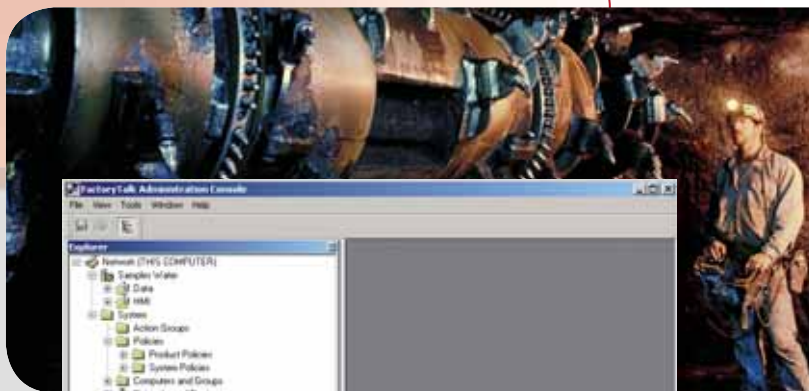 FactoryTalk Administration Console
File View Tools Window Help
Explorer
Network (THIS COMPUTER)
Samples Water
Data
HMI
System
Action Groups
Policies
Product Policies
System Policies
Computers and Groups